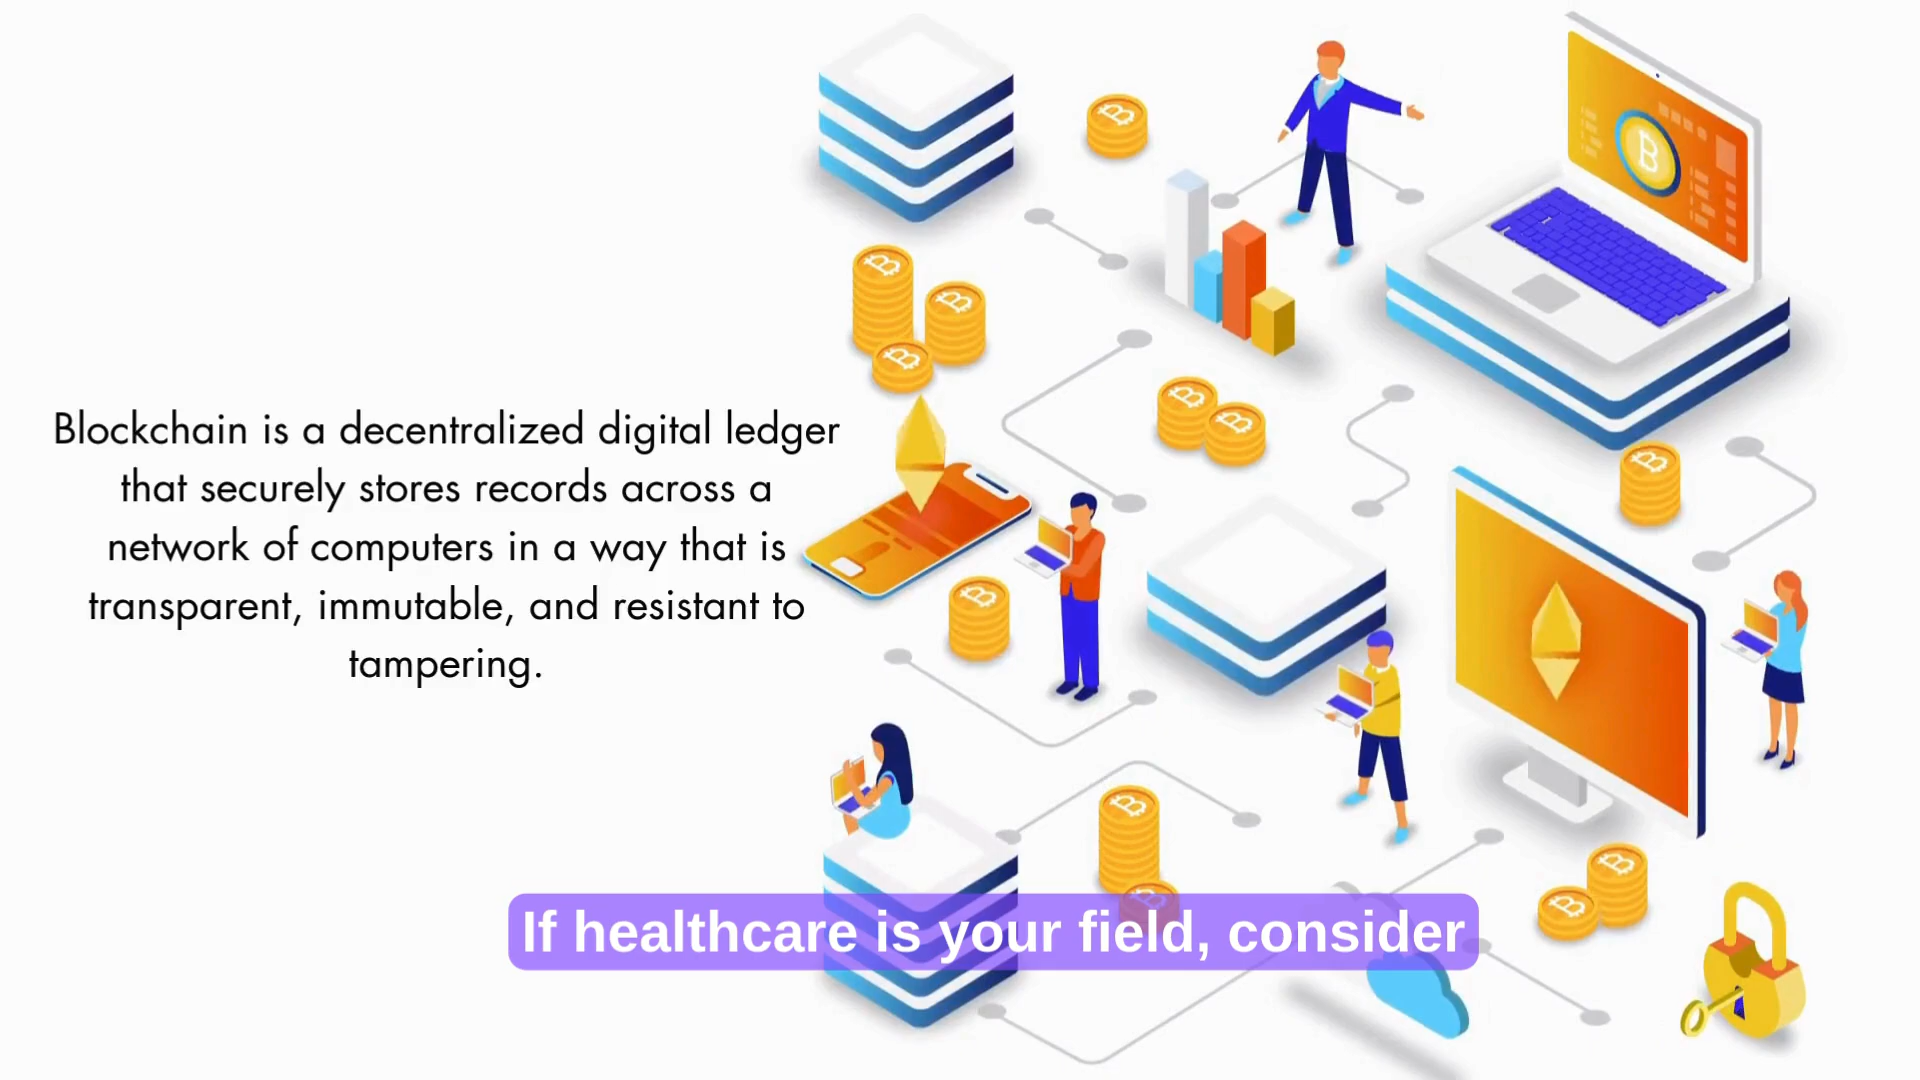 Blockchain is a decentralized digital ledger
that securely stores records across a
network of computers in a way that is
transparent, immutable, and resistant to
tampering.
If healthcare is your field, consider